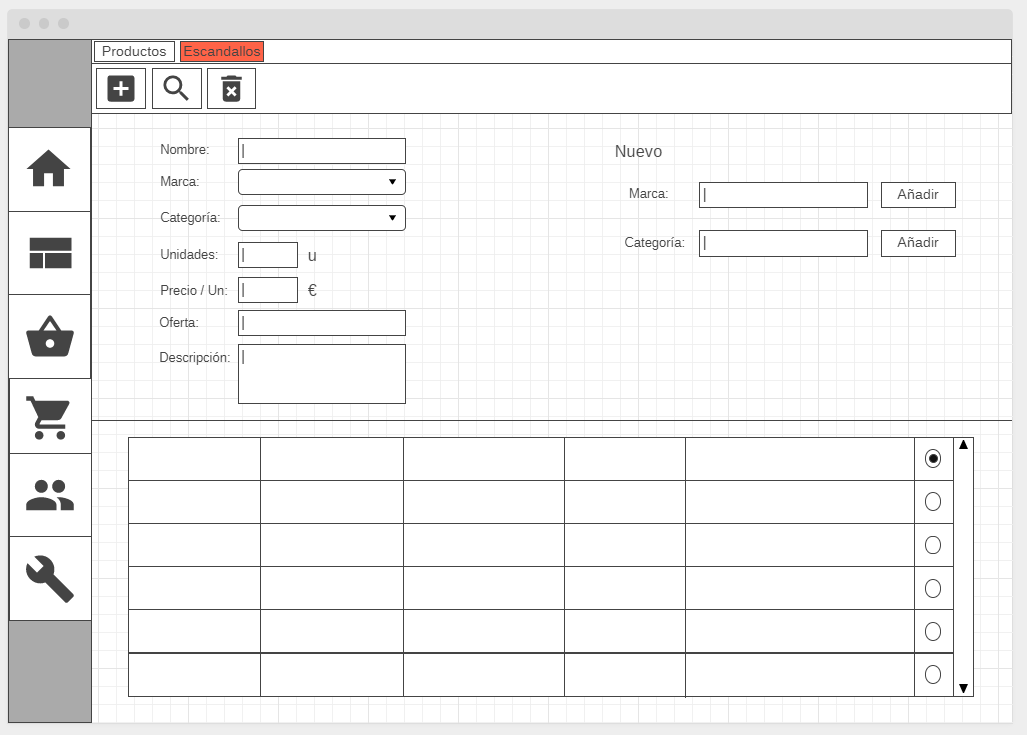 Productos
Escandallos
Nombre:
Marca:
Categoría:
Unidades:
u
Precio / Un:
€
Oferta:
Descripción:
Nuevo
Marca:
Añadir
Categoría:
Añadir